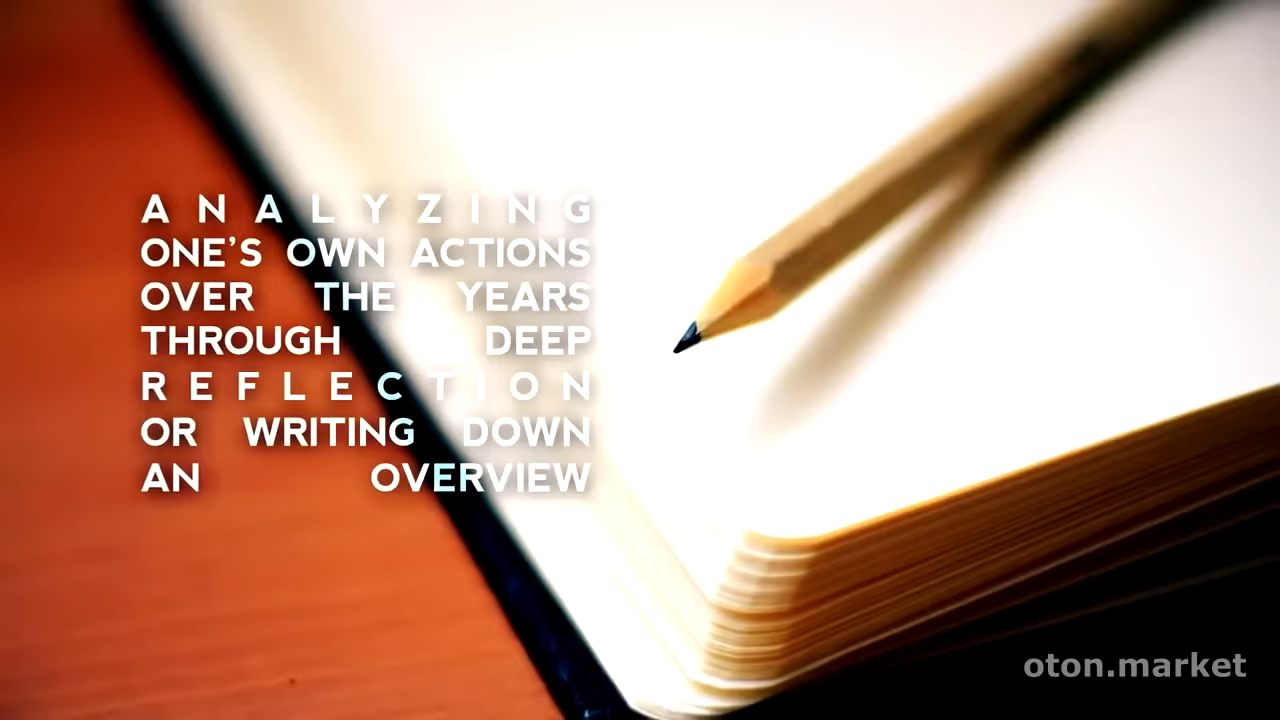 ANALYZING
ONE'S OWN ACTIONS
OVER THE YEARS
THROUGH DEEP
REFLECTION
OR WRITING DOWN
AN OVERVIEW
oton.market